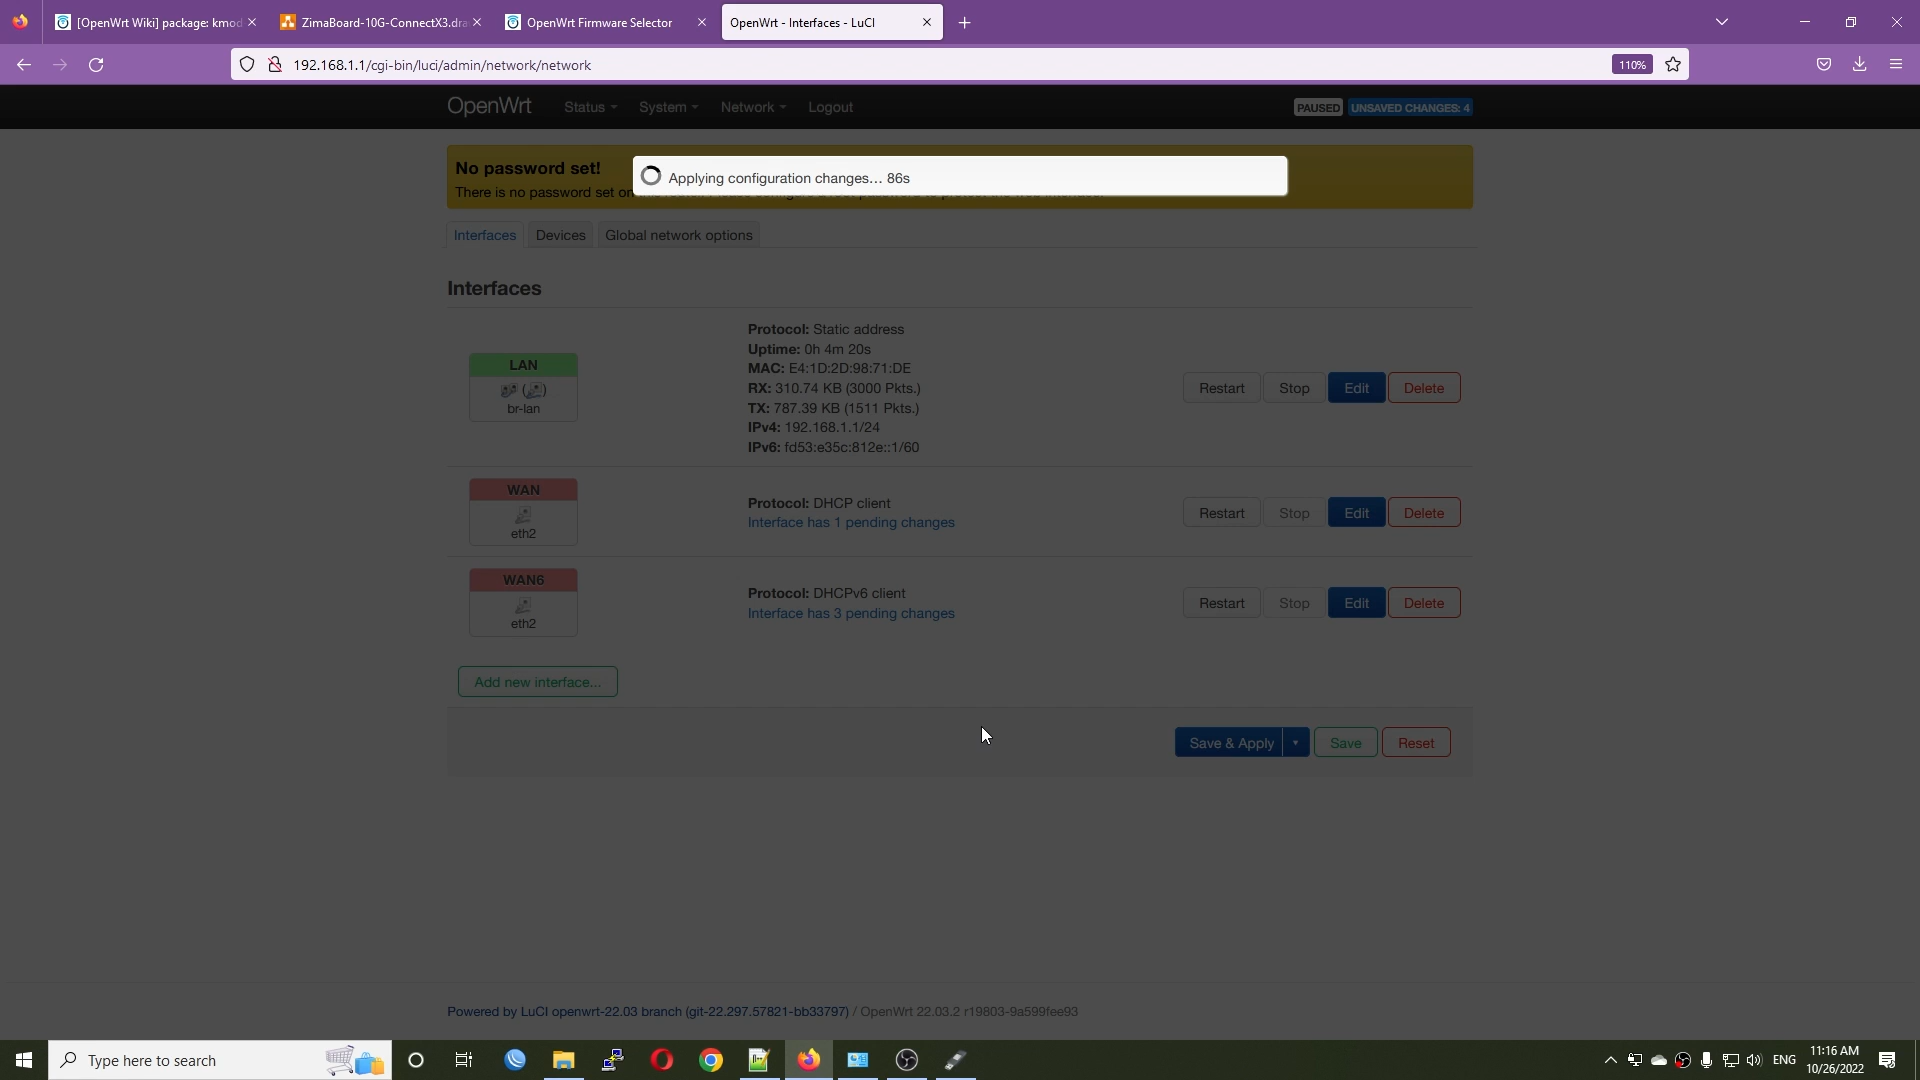 [OpenWrt Wiki] package: kmod
ZimaBoard-10G-ConnectX3.dra
OpenWrt Firmware Selector
OpenWrt - Interfaces - LuCI
192.168.1.1/cgi-bin/luci/admin/network/network
110%
OpenWrt
Status
System
Network
Logout
PAUSED
UNSAVED CHANGES: 4
No password set!
There is no password set on
Applying configuration changes… 86s
Interfaces
Devices
Global network options
Interfaces
LAN
br-lan
Protocol: Static address
Uptime: 0h 4m 20s
MAC: E4:1D:2D:98:71:DE
RX: 310.74 KB (3000 Pkts.)
TX: 787.39 KB (1511 Pkts.)
IPv4: 192.168.1.1/24
IPv6: fd53:e35c:812e::1/60
Restart
Stop
Edit
Delete
WAN
eth2
Protocol: DHCP client
Interface has 1 pending changes
Restart
Stop
Edit
Delete
WAN6
eth2
Protocol: DHCPv6 client
Interface has 3 pending changes
Restart
Stop
Edit
Delete
Add new interface...
Save & Apply
Save
Reset
Powered by LuCI openwrt-22.03 branch (git-22.297.57821-bb33797) / OpenWrt 22.03.2 r19803-9a599fee93
Type here to search
ENG
11:16 AM
10/26/2022